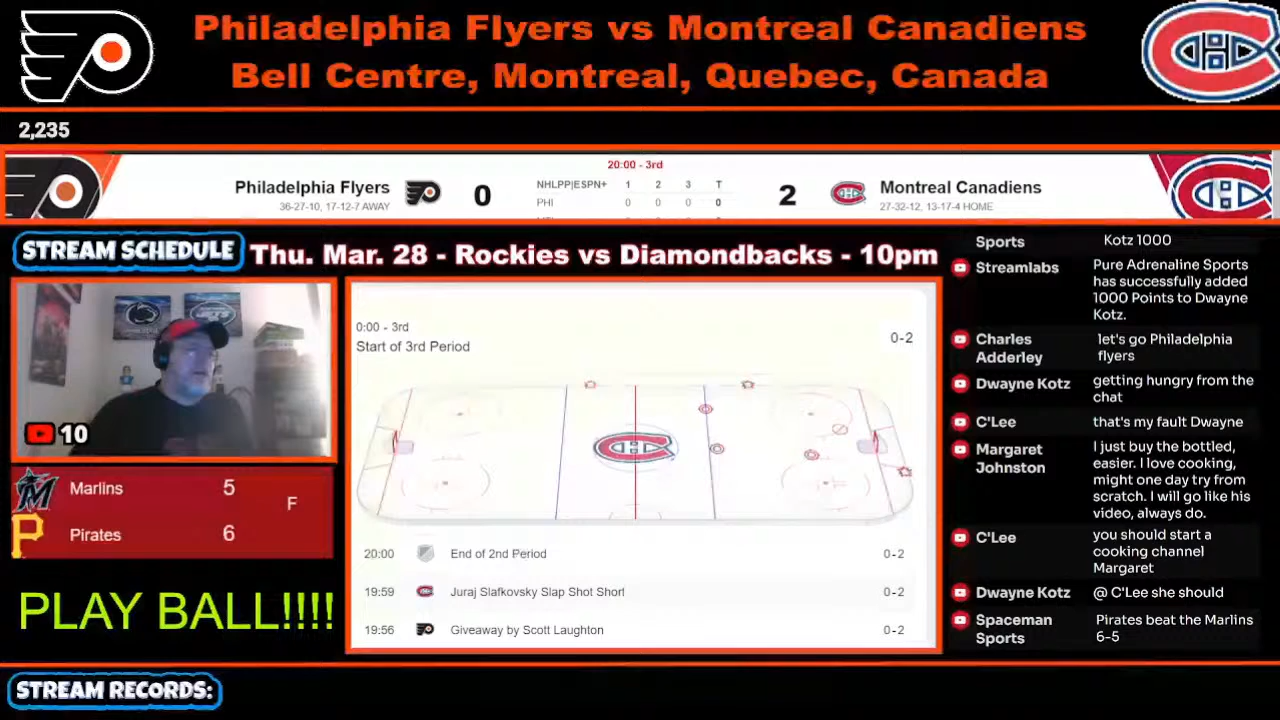 Philadelphia Flyers vs Montreal Canadiens
Bell Centre, Montreal, Quebec, Canada
2,235
20:00 - 3rd
Philadelphia Flyers
36-27-10, 17-12-7 AWAY
0
NHLPP|ESPN+ 1 2 3 T
PHI 0 0 0 0
2
Montreal Canadiens
27-32-12, 13-17-4 HOME
STREAM SCHEDULE
Thu. Mar. 28 - Rockies vs Diamondbacks - 10pm
10
Marlins 5
F
Pirates 6
PLAY BALL!!!!
0:00 - 3rd
Start of 3rd Period
0-2
20:00 End of 2nd Period 0-2
19:59 Juraj Slafkovsky Slap Shot Short 0-2
19:56 Giveaway by Scott Laughton 0-2
Sports Kotz 1000
Streamlabs Pure Adrenaline Sports
has successfully added
1000 Points to Dwayne
Kotz.
Charles let's go Philadelphia
Adderley flyers
Dwayne Kotz getting hungry from the
chat
C'Lee that's my fault Dwayne
Margaret I just buy the bottled,
Johnston easier. I love cooking,
might one day try from
scratch. I will go like his
video, always do.
C'Lee you should start a
cooking channel
Margaret
Dwayne Kotz @ C'Lee she should
Spaceman Pirates beat the Marlins
Sports 6-5
STREAM RECORDS: